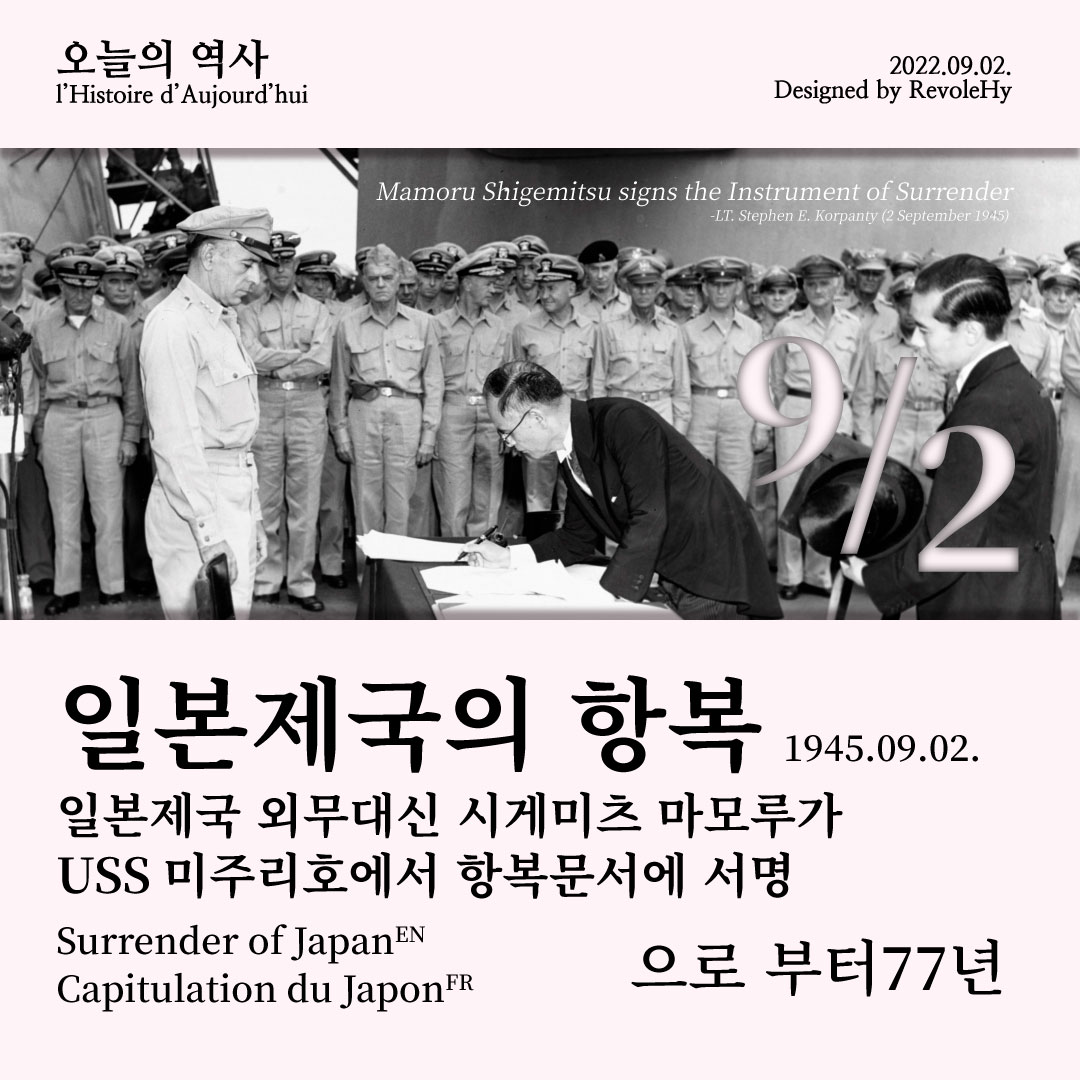 오늘의 역사
l’Histoire d’Aujourd’hui
2022.09.02.
Designed by RevoleHy
Mamoru Shigemitsu signs the Instrument of Surrender
-LT. Stephen E. Korpanty (2 September 1945)
9/2
일본제국의 항복 1945.09.02.
일본제국 외무대신 시게미츠 마모루가
USS 미주리호에서 항복문서에 서명
Surrender of JapanEN
Capitulation du JaponFR
으로 부터77년